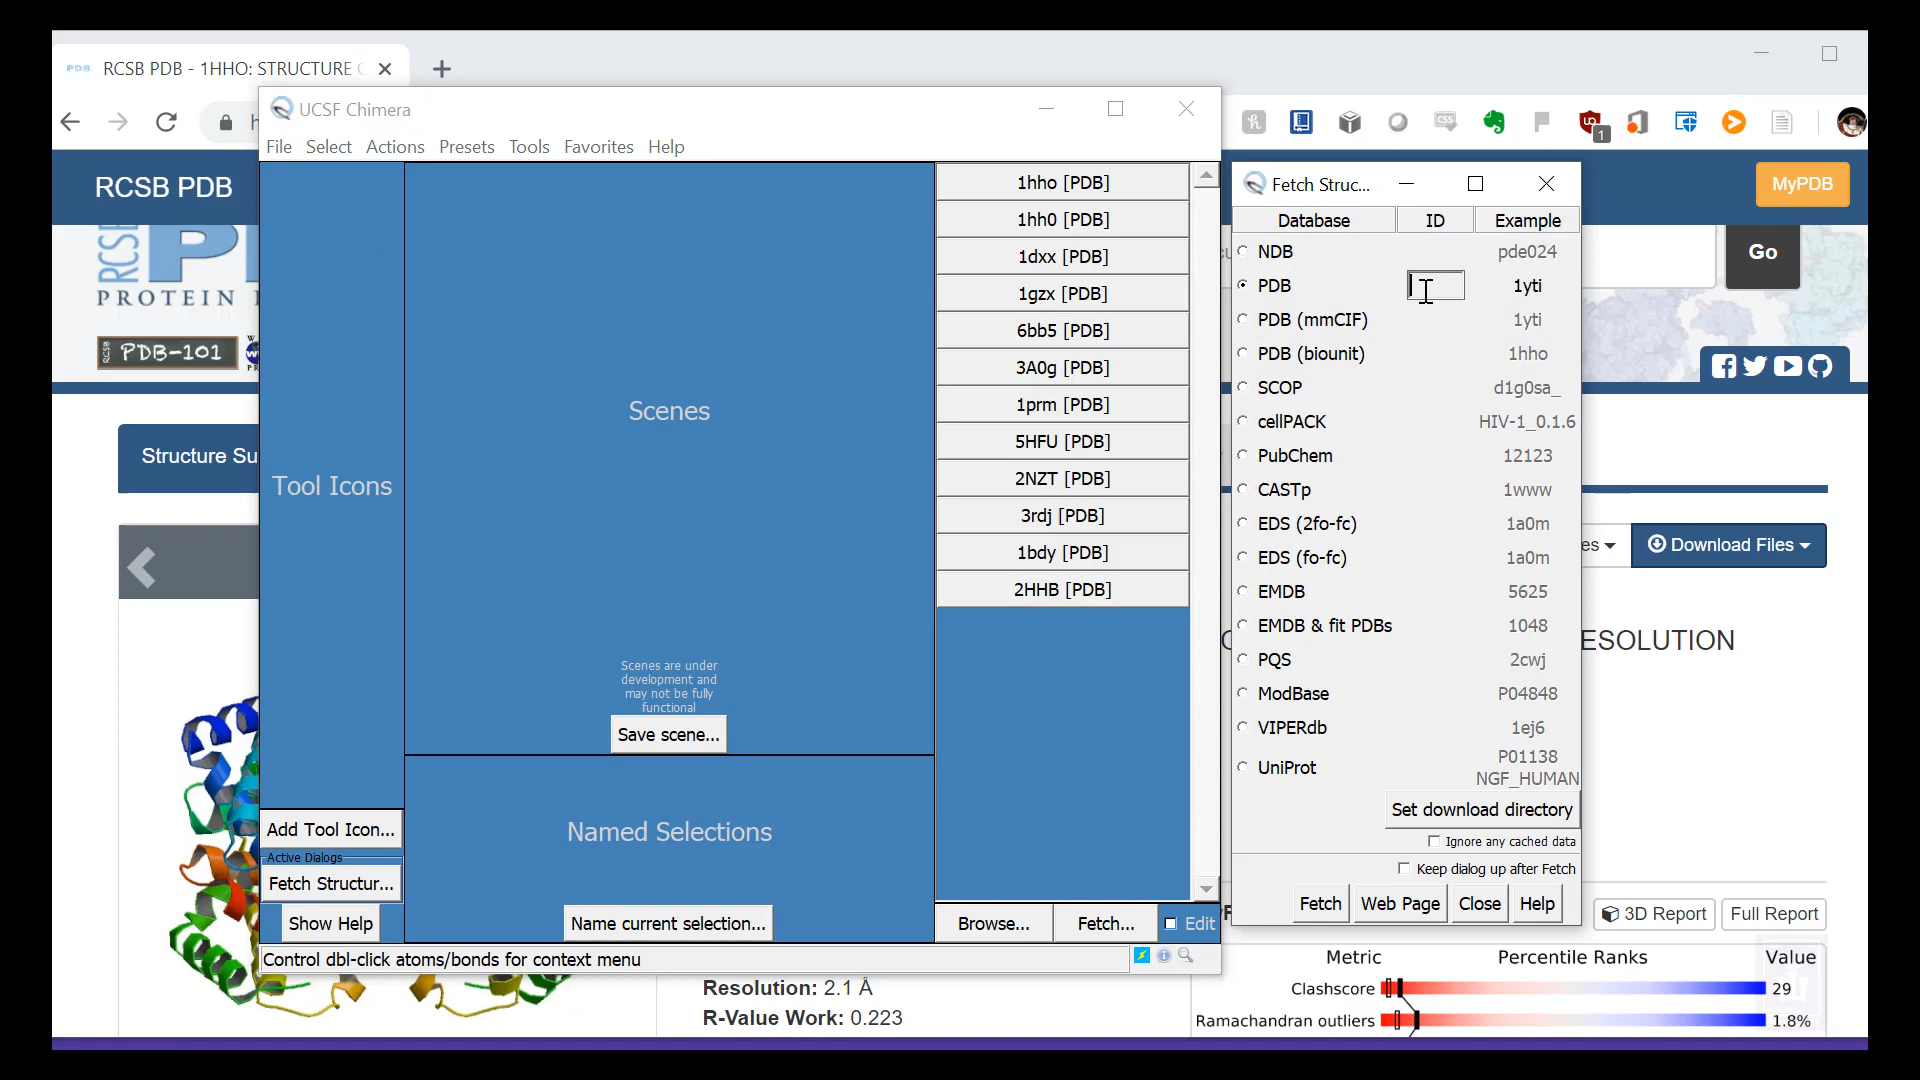 PDB RCSB PDB - 1HHO: STRUCTURE
UCSF Chimera
File Select Actions Presets Tools Favorites Help
RCSB PDB
MyPDB
RCSB
PROTEIN
RCSB PDB-101
Go
Structure Su
Download Files
ESOLUTION
3D Report
Full Report
Metric Percentile Ranks Value
Clashscore 29
Ramachandran outliers 1.8%
Resolution: 2.1 Å
R-Value Work: 0.223
Tool Icons
Add Tool Icon...
Active Dialogs
Fetch Structur...
Show Help
Scenes
Scenes are under
development and
may not be fully
functional
Save scene...
Named Selections
Name current selection...
1hho [PDB]
1hh0 [PDB]
1dxx [PDB]
1gzx [PDB]
6bb5 [PDB]
3A0g [PDB]
1prm [PDB]
5HFU [PDB]
2NZT [PDB]
3rdj [PDB]
1bdy [PDB]
2HHB [PDB]
Browse... Fetch... Edit
Control dbl-click atoms/bonds for context menu
Fetch Struc...
Database ID Example
NDB pde024
PDB 1yti
PDB (mmCIF) 1yti
PDB (biounit) 1hho
SCOP d1g0sa_
cellPACK HIV-1_0.1.6
PubChem 12123
CASTp 1www
EDS (2fo-fc) 1a0m
EDS (fo-fc) 1a0m
EMDB 5625
EMDB & fit PDBs 1048
PQS 2cwj
ModBase P04848
VIPERdb 1ej6
UniProt P01138
NGF_HUMAN
Set download directory
Ignore any cached data
Keep dialog up after Fetch
Fetch Web Page Close Help